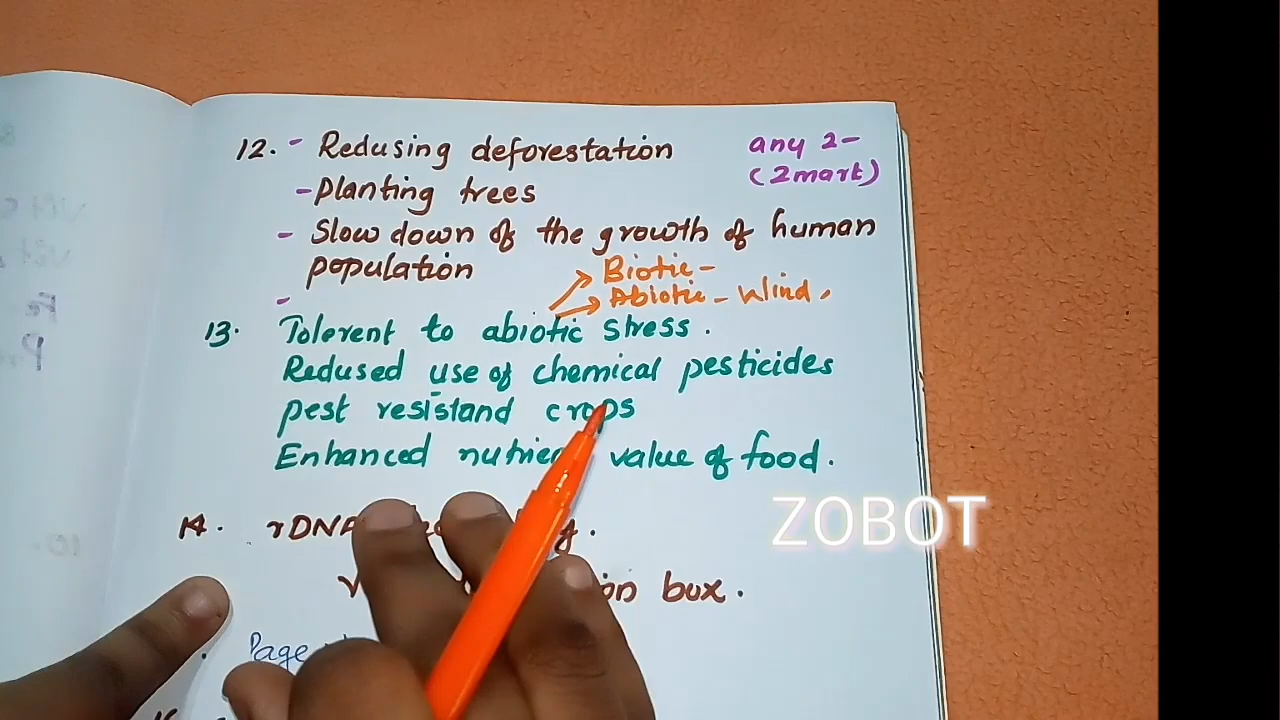 12. - Redusing deforestation any 2-
(2mark)
- Planting trees
- Slow down of the growth of human
population
Biotic -
Abiotic - Wind,
-
13. Tolerent to abiotic stress.
Redused use of chemical pesticides
pest resistand crops
Enhanced value of food.
ZOBOT
14. rDNA
box.
Page